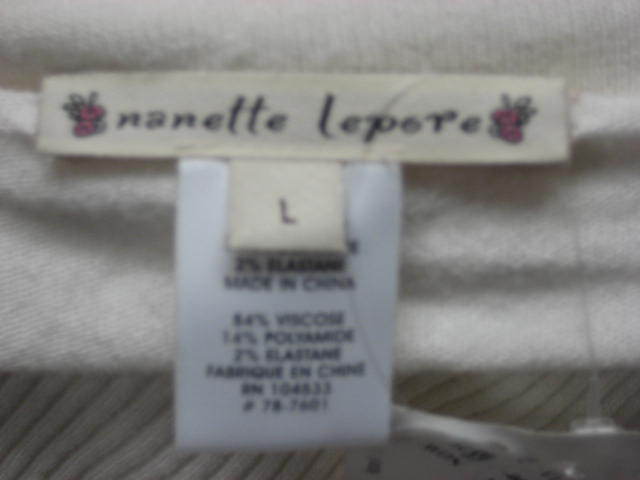 nanette lepore
L
2% ELASTANE
MADE IN CHINA
84% VISCOSE
14% POLYAMIDE
2% ELASTANE
FABRIQUE EN CHINE
RN 104533
# 78-7601